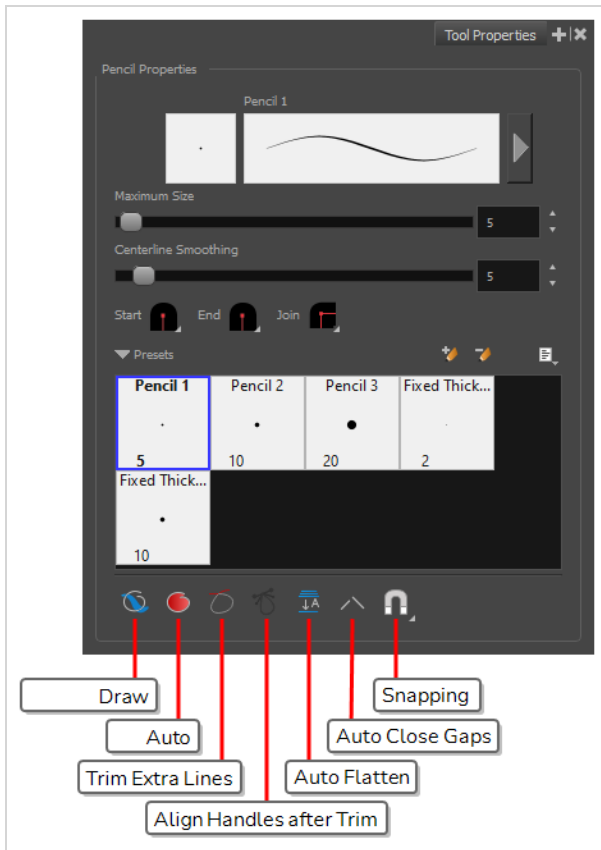 Tool Properties
Pencil Properties
Pencil 1
Maximum Size
5
Centerline Smoothing
5
Start End Join
Presets
Pencil 1 Pencil 2 Pencil 3 Fixed Thick...
5 10 20 2
Fixed Thick...
10
A
Draw
Snapping
Auto
Auto Close Gaps
Trim Extra Lines
Auto Flatten
Align Handles after Trim